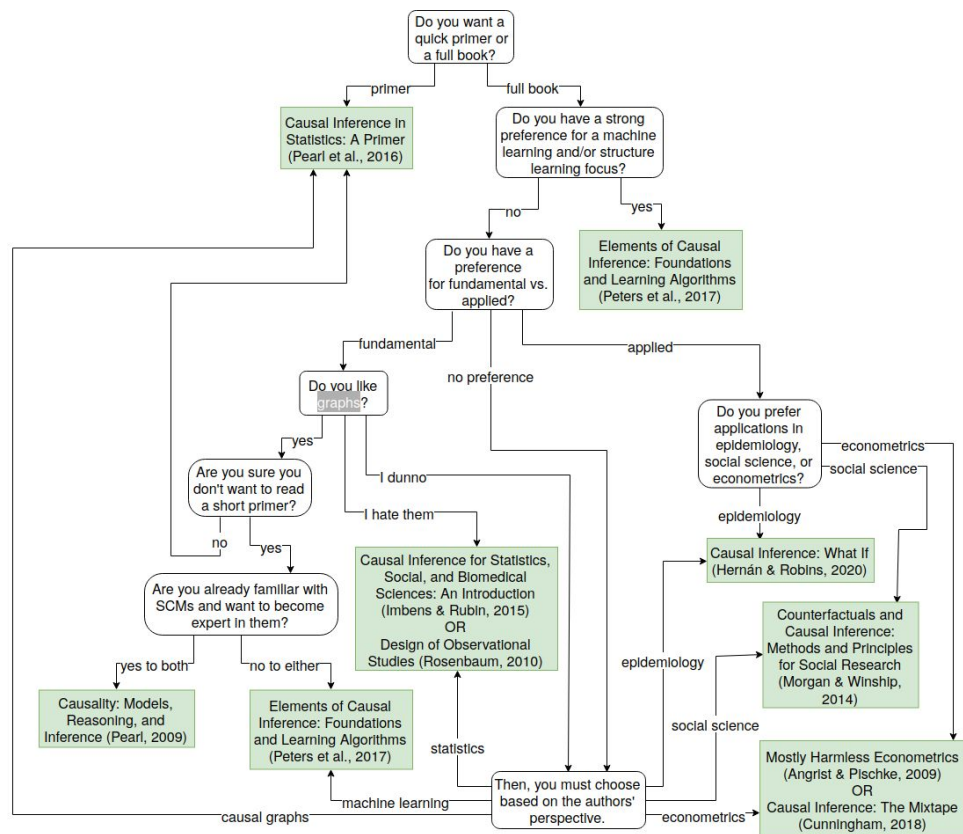 Do you want a
quick primer or
a full book?
primer
full book
Causal Inference in
Statistics: A Primer
(Pearl et al., 2016)
Do you have a strong
preference for a machine
learning and/or structure
learning focus?
no
yes
Do you have a
preference
for fundamental vs.
applied?
Elements of Causal
Inference: Foundations
and Learning Algorithms
(Peters et al., 2017)
fundamental
applied
no preference
Do you like
graphs?
Do you prefer
applications in
epidemiology,
social science, or
econometrics?
yes
econometrics
social science
Are you sure you
don't want to read
a short primer?
I dunno
I hate them
epidemiology
no
yes
Causal Inference: What If
(Hernán & Robins, 2020)
Causal Inference for Statistics,
Social, and Biomedical
Sciences: An Introduction
(Imbens & Rubin, 2015)
OR
Design of Observational
Studies (Rosenbaum, 2010)
Are you already familiar with
SCMs and want to become
expert in them?
Counterfactuals and
Causal Inference:
Methods and Principles
for Social Research
(Morgan & Winship,
2014)
yes to both
no to either
epidemiology
Causality: Models,
Reasoning, and
Inference (Pearl, 2009)
Elements of Causal
Inference: Foundations
and Learning Algorithms
(Peters et al., 2017)
social science
statistics
Mostly Harmless Econometrics
(Angrist & Pischke, 2009)
OR
Causal Inference: The Mixtape
(Cunningham, 2018)
Then, you must choose
based on the authors'
perspective.
machine learning
causal graphs
econometrics